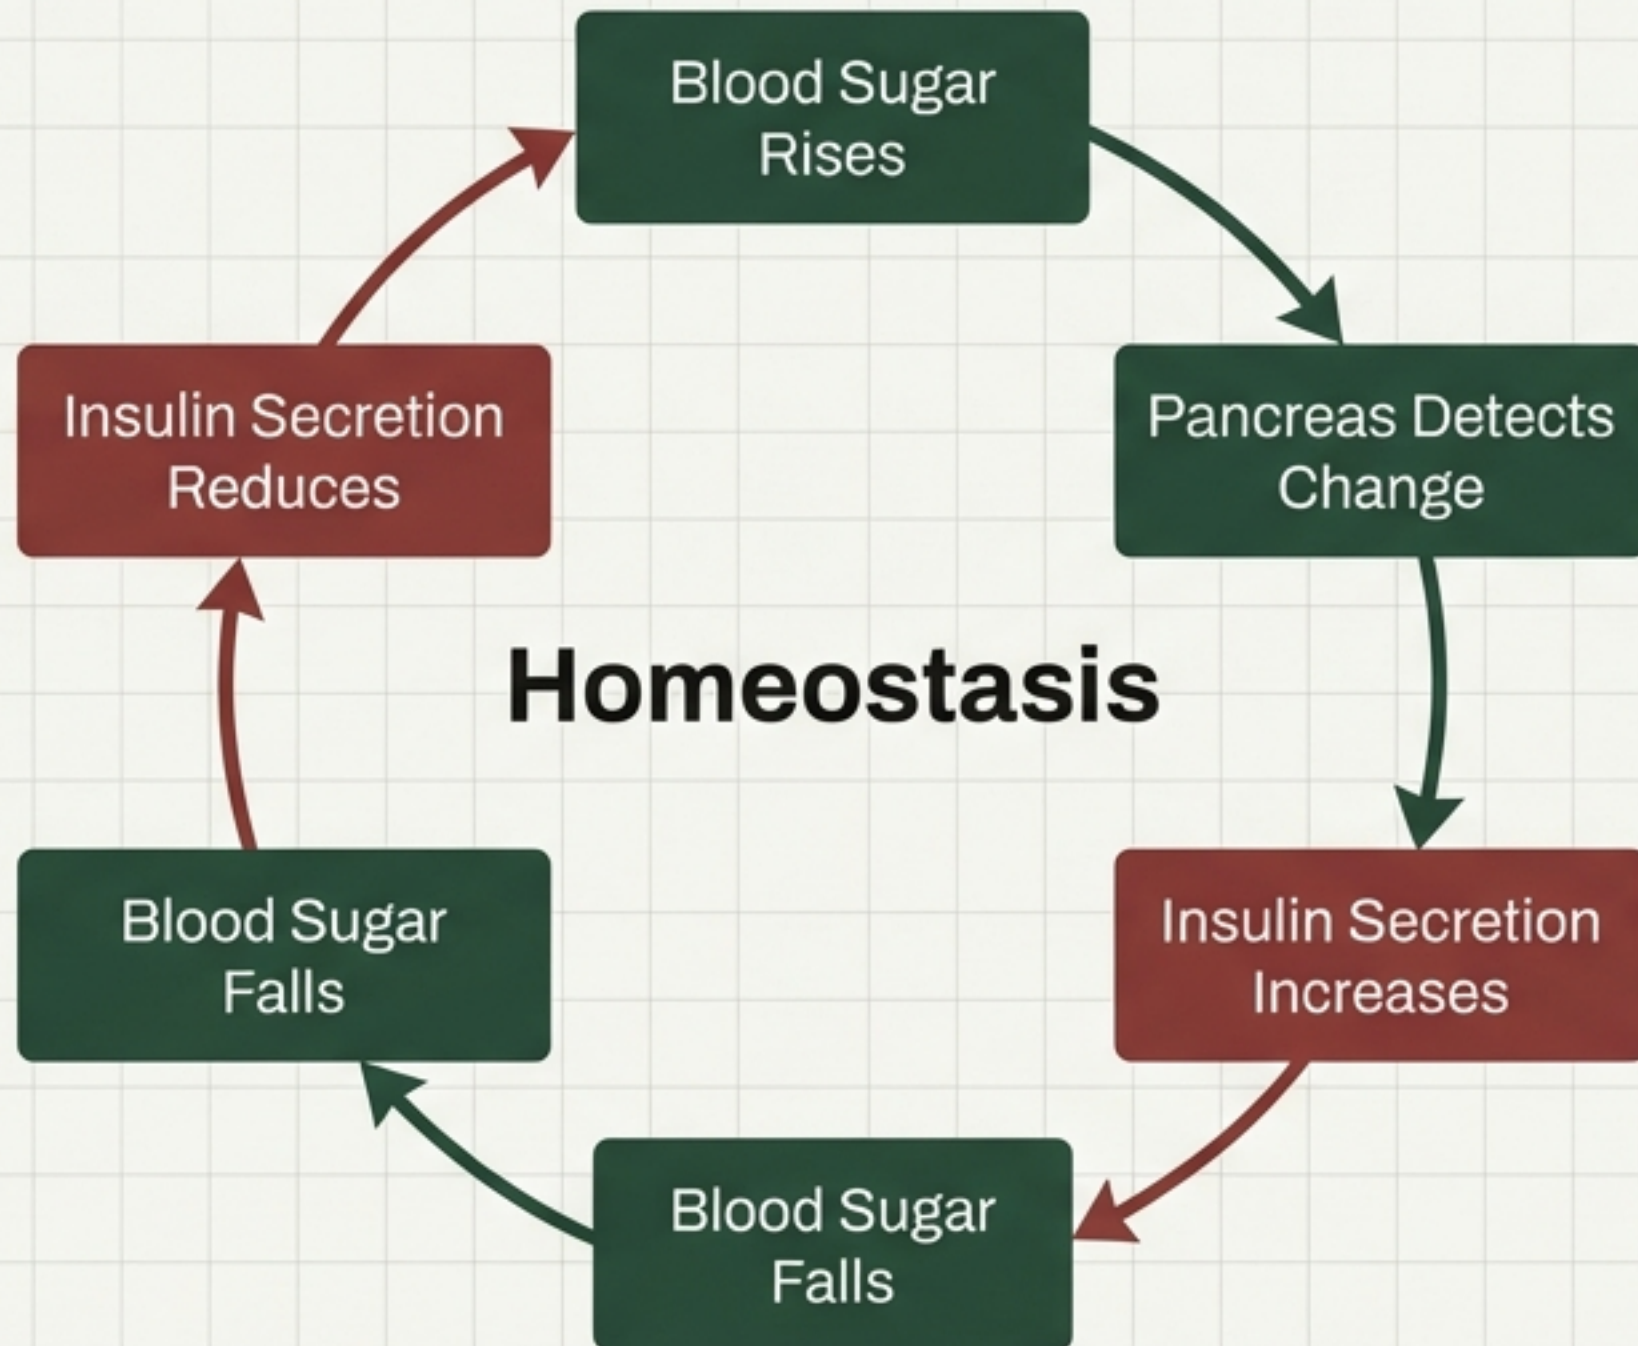 Blood Sugar
Rises
Pancreas Detects
Change
Insulin Secretion
Increases
Blood Sugar
Falls
Blood Sugar
Falls
Insulin Secretion
Reduces
Homeostasis